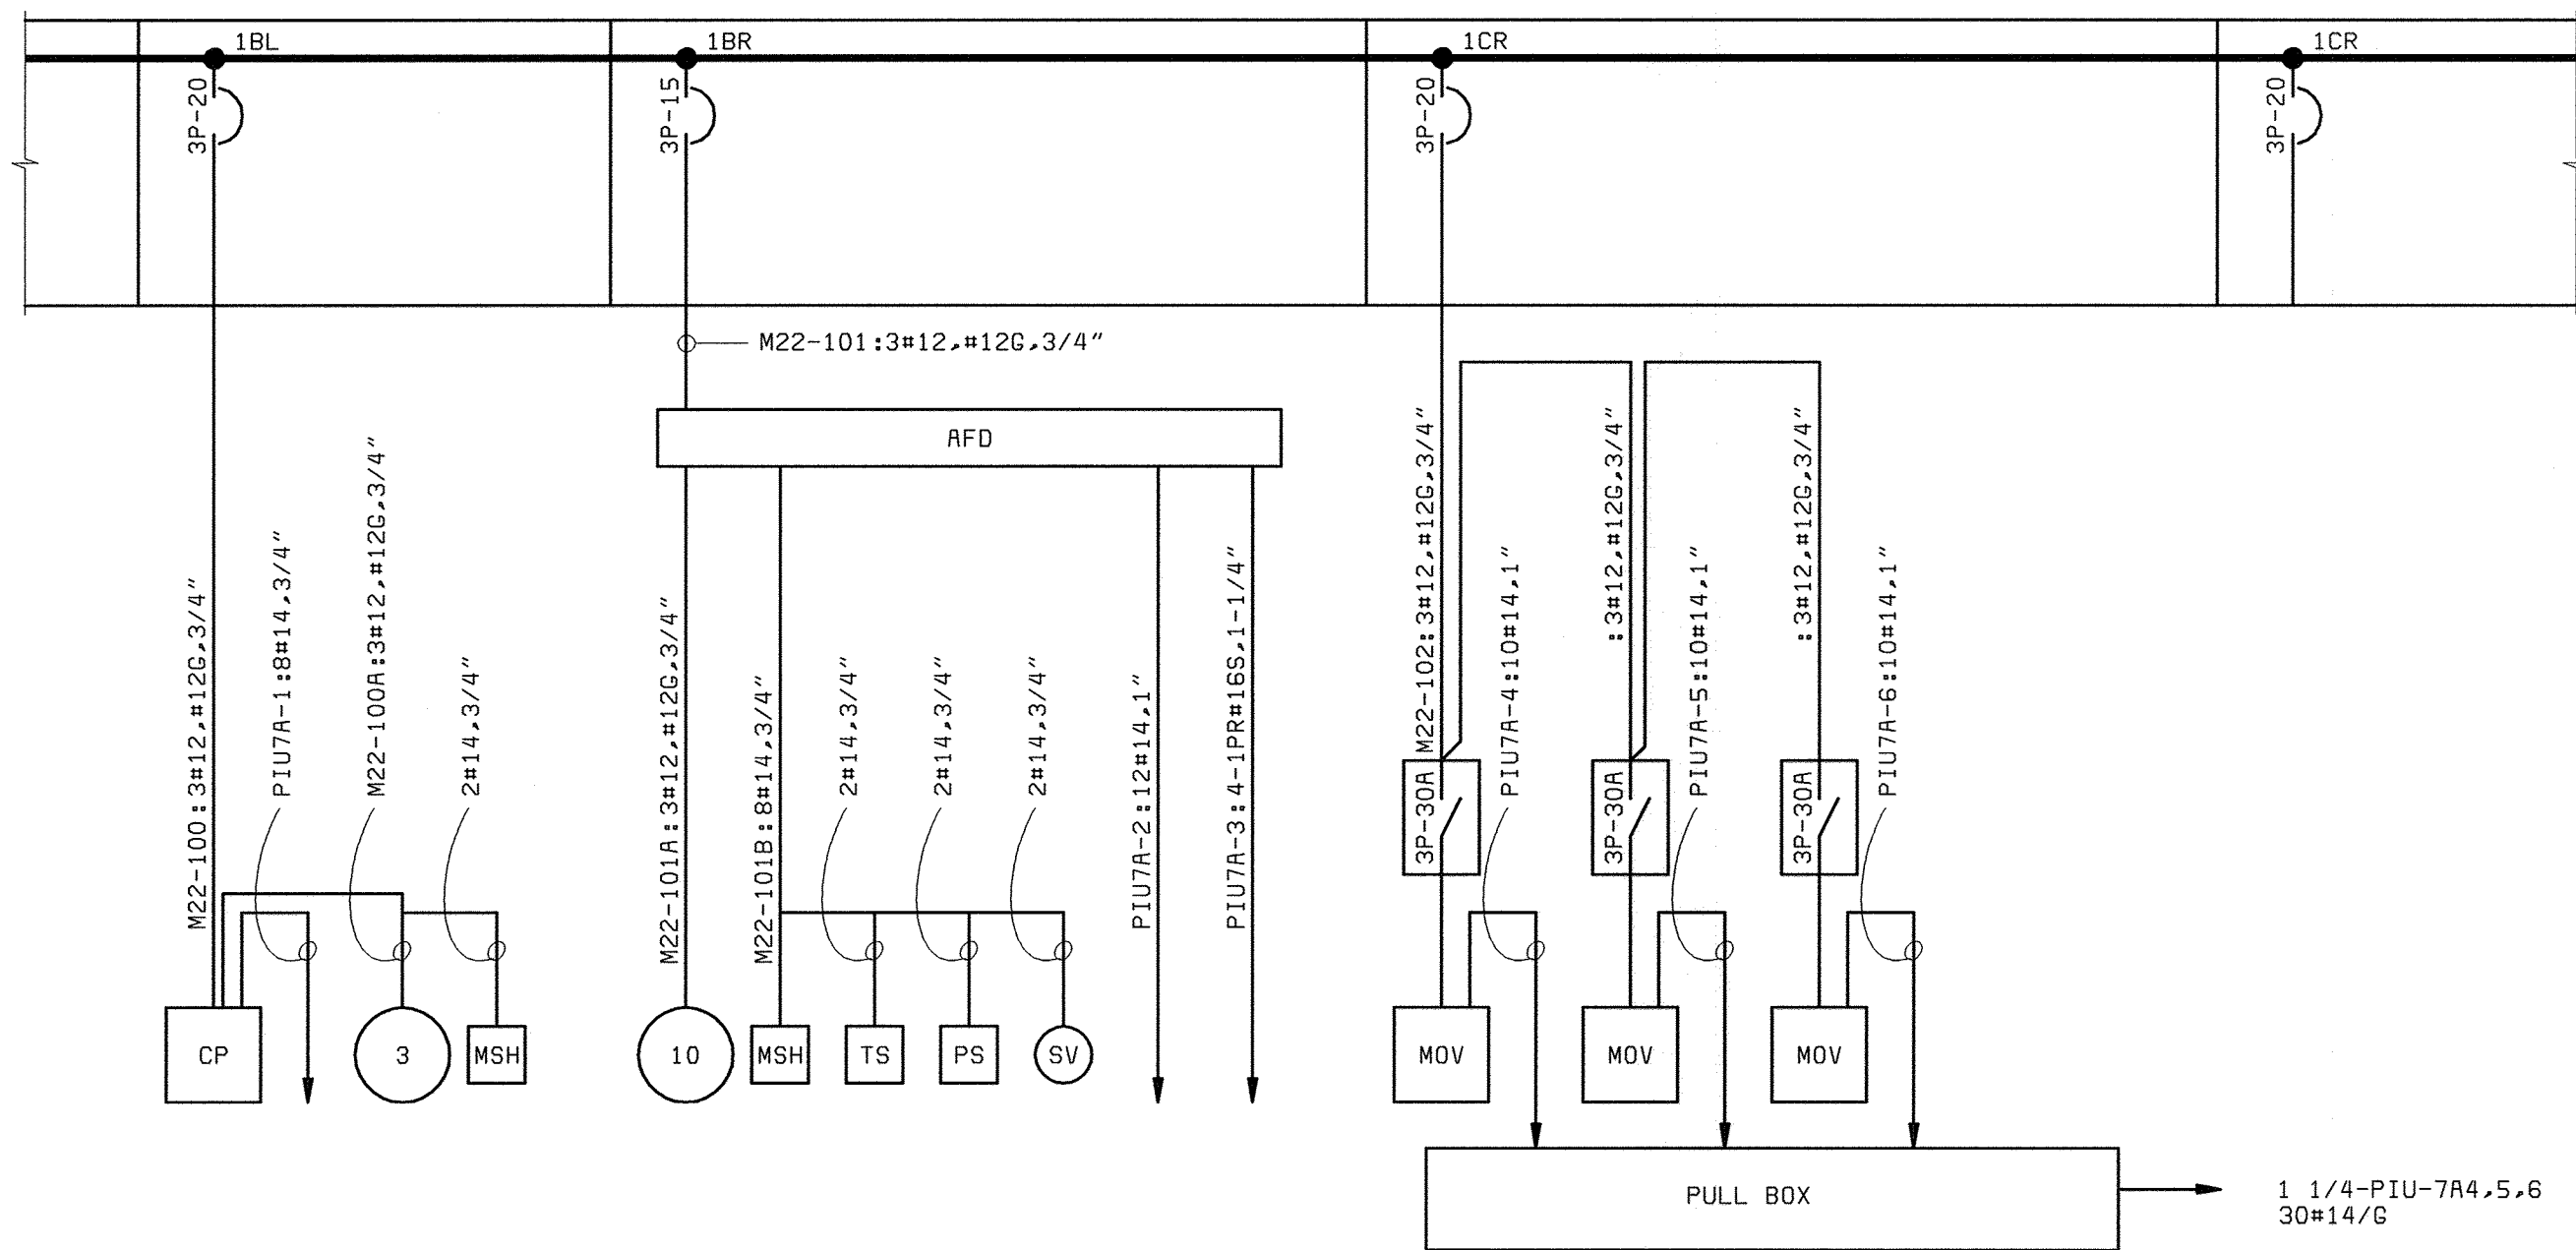 1BL
1BR
1CR
1CR
3P-20
3P-15
3P-20
3P-20
M22-101:3#12,#12G,3/4"
AFD
M22-100:3#12,#12G,3/4"
PIU7A-1:8#14,3/4"
M22-100A:3#12,#12G,3/4"
2#14,3/4"
M22-101A:3#12,#12G,3/4"
M22-101B:8#14,3/4"
2#14,3/4"
2#14,3/4"
2#14,3/4"
PIU7A-2:12#14,1"
PIU7A-3:4-1PR#16S,1-1/4"
M22-102:3#12,#12G,3/4"
PIU7A-4:10#14,1"
:3#12,#12G,3/4"
PIU7A-5:10#14,1"
:3#12,#12G,3/4"
PIU7A-6:10#14,1"
3P-30A
3P-30A
3P-30A
CP
3
MSH
10
MSH
TS
PS
SV
MOV
MOV
MOV
PULL BOX
1 1/4-PIU-7A4,5,6
30#14/G